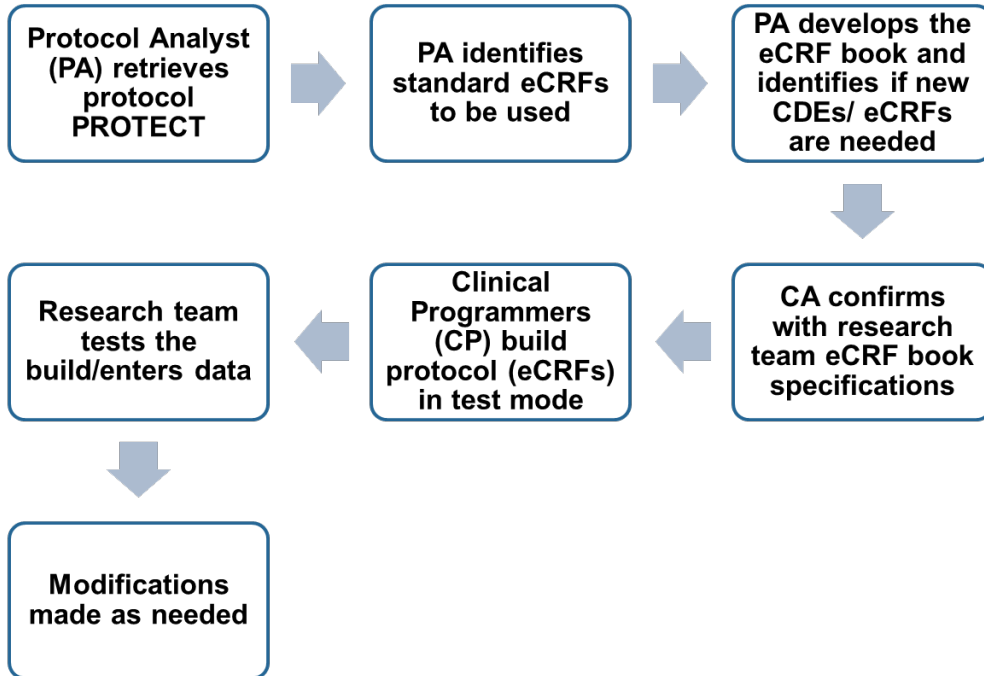 Protocol Analyst
(PA) retrieves
protocol
PROTECT
PA identifies
standard eCRFs
to be used
PA develops the
eCRF book and
identifies if new
CDEs/ eCRFs
are needed
CA confirms
with research
team eCRF book
specifications
Clinical
Programmers
(CP) build
protocol (eCRFs)
in test mode
Research team
tests the
build/enters data
Modifications
made as needed